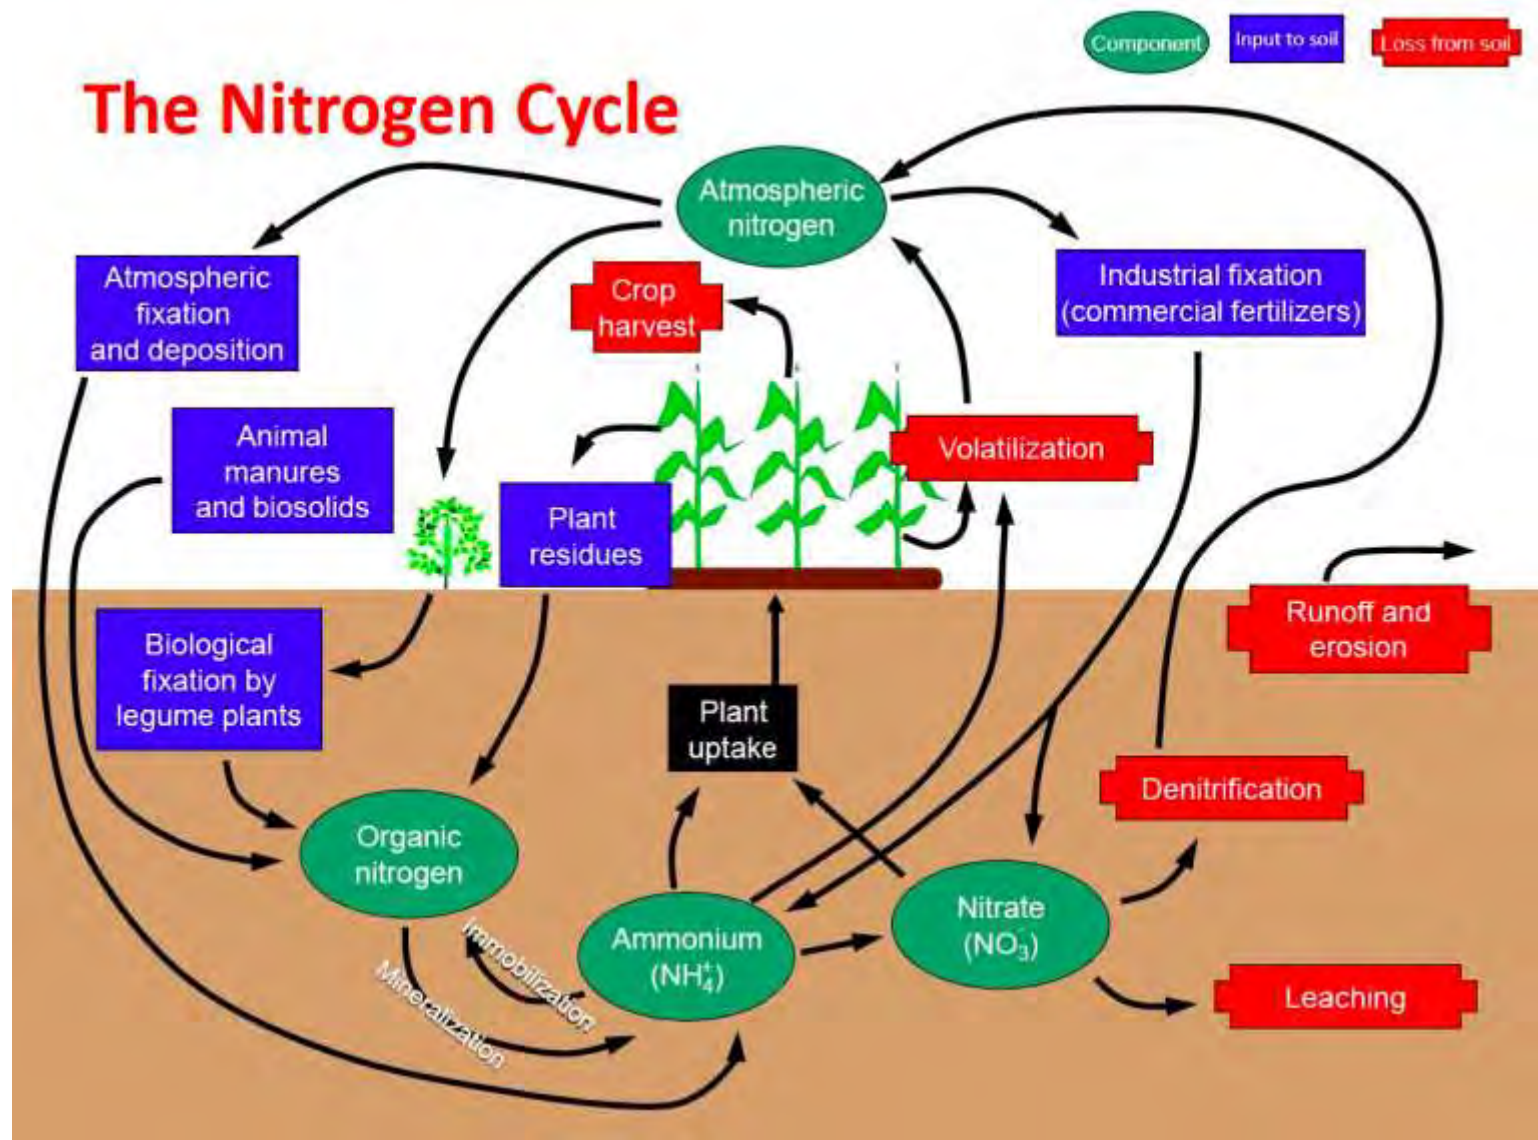 Component
Input to soil
Loss from soil
The Nitrogen Cycle
Atmospheric
nitrogen
Atmospheric
fixation
and deposition
Crop
harvest
Industrial fixation
(commercial fertilizers)
Animal
manures
and biosolids
Volatilization
Plant
residues
Runoff and
erosion
Biological
fixation by
legume plants
Plant
uptake
Denitrification
Organic
nitrogen
Immobilization
Mineralization
Ammonium
(NH₄⁺)
Nitrate
(NO₃⁻)
Leaching